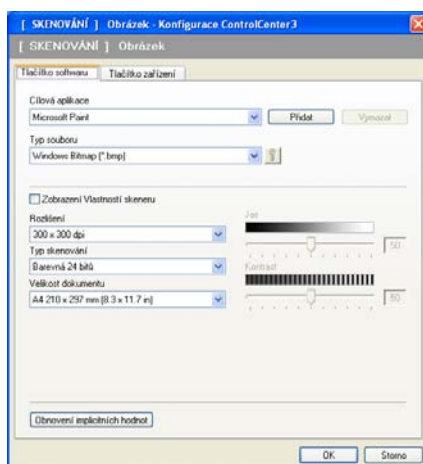 [ SKENOVÁNÍ ] Obrázek - Konfigurace ControlCenter3
[ SKENOVÁNÍ ] Obrázek
Tlačítko softwaru
Tlačítko zařízení
Cílová aplikace
Microsoft Paint
Přidat
Vymazat
Typ souboru
Windows Bitmap (*.bmp)
Zobrazení Vlastností skeneru
Rozlišení
300 x 300 dpi
Typ skenování
Barevná 24 bitů
Velikost dokumentu
A4 210 x 297 mm (8.3 x 11.7 in)
Jas
50
Kontrast
50
Obnovení implicitních hodnot
OK
Storno